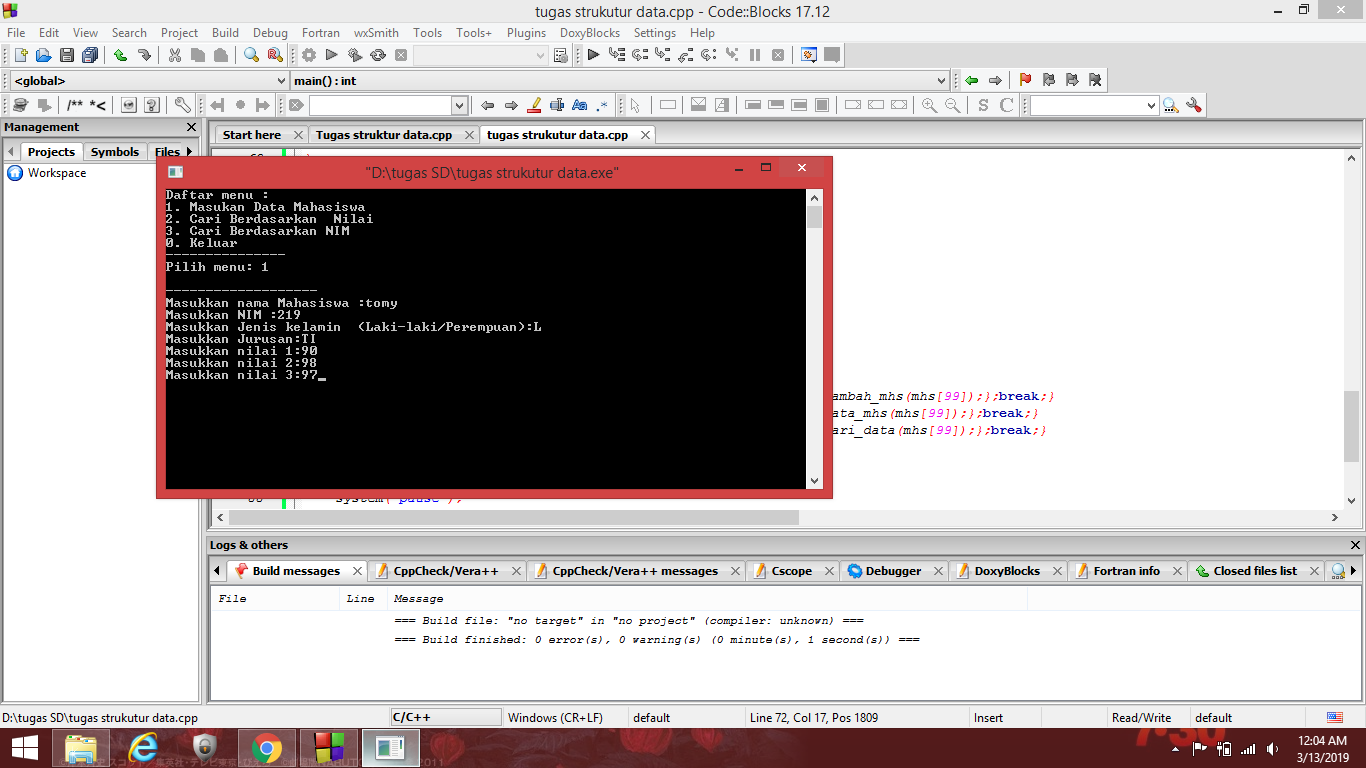 tugas strukutur data.cpp - Code::Blocks 17.12
File Edit View Search Project Build Debug Fortran wxSmith Tools Tools+ Plugins DoxyBlocks Settings Help
<global> main() : int
/** *<
Aa .*
S C
Management
Start here Tugas struktur data.cpp tugas strukutur data.cpp
Projects Symbols Files
Workspace
"D:\tugas SD\tugas strukutur data.exe"
Daftar menu :
1. Masukan Data Mahasiswa
2. Cari Berdasarkan  Nilai
3. Cari Berdasarkan NIM
0. Keluar
---------------
Pilih menu: 1
-------------------
Masukkan nama Mahasiswa :tomy
Masukkan NIM :219
Masukkan Jenis kelamin  (Laki-laki/Perempuan):L
Masukkan Jurusan:TI
Masukkan nilai 1:90
Masukkan nilai 2:98
Masukkan nilai 3:97_
ambah_mhs(mhs[99]);};break;}
ata_mhs(mhs[99]);};break;}
ari_data(mhs[99]);};break;}
Logs & others
Build messages CppCheck/Vera++ CppCheck/Vera++ messages Cscope Debugger DoxyBlocks Fortran info Closed files list
File Line Message
=== Build file: "no target" in "no project" (compiler: unknown) ===
=== Build finished: 0 error(s), 0 warning(s) (0 minute(s), 1 second(s)) ===
D:\tugas SD\tugas strukutur data.cpp C/C++ Windows (CR+LF) default Line 72, Col 17, Pos 1809 Insert Read/Write default
12:04 AM
3/13/2019